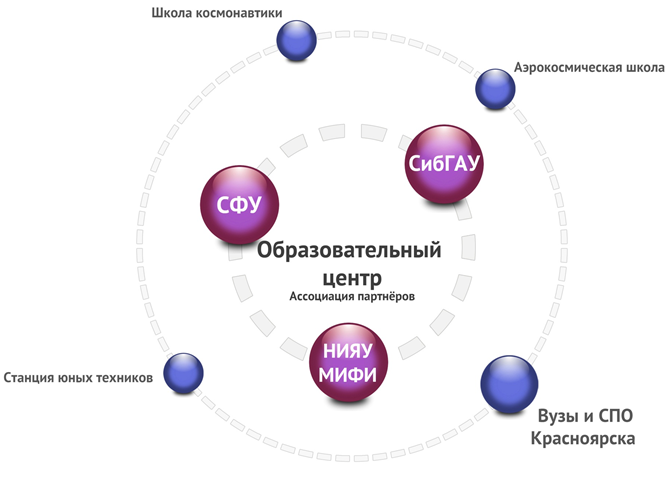 Школа космонавтики
Аэрокосмическая школа
СибГАУ
СФУ
Образовательный
центр
Ассоциация партнёров
НИЯУ
МИФИ
Станция юных техников
Вузы и СПО
Красноярска